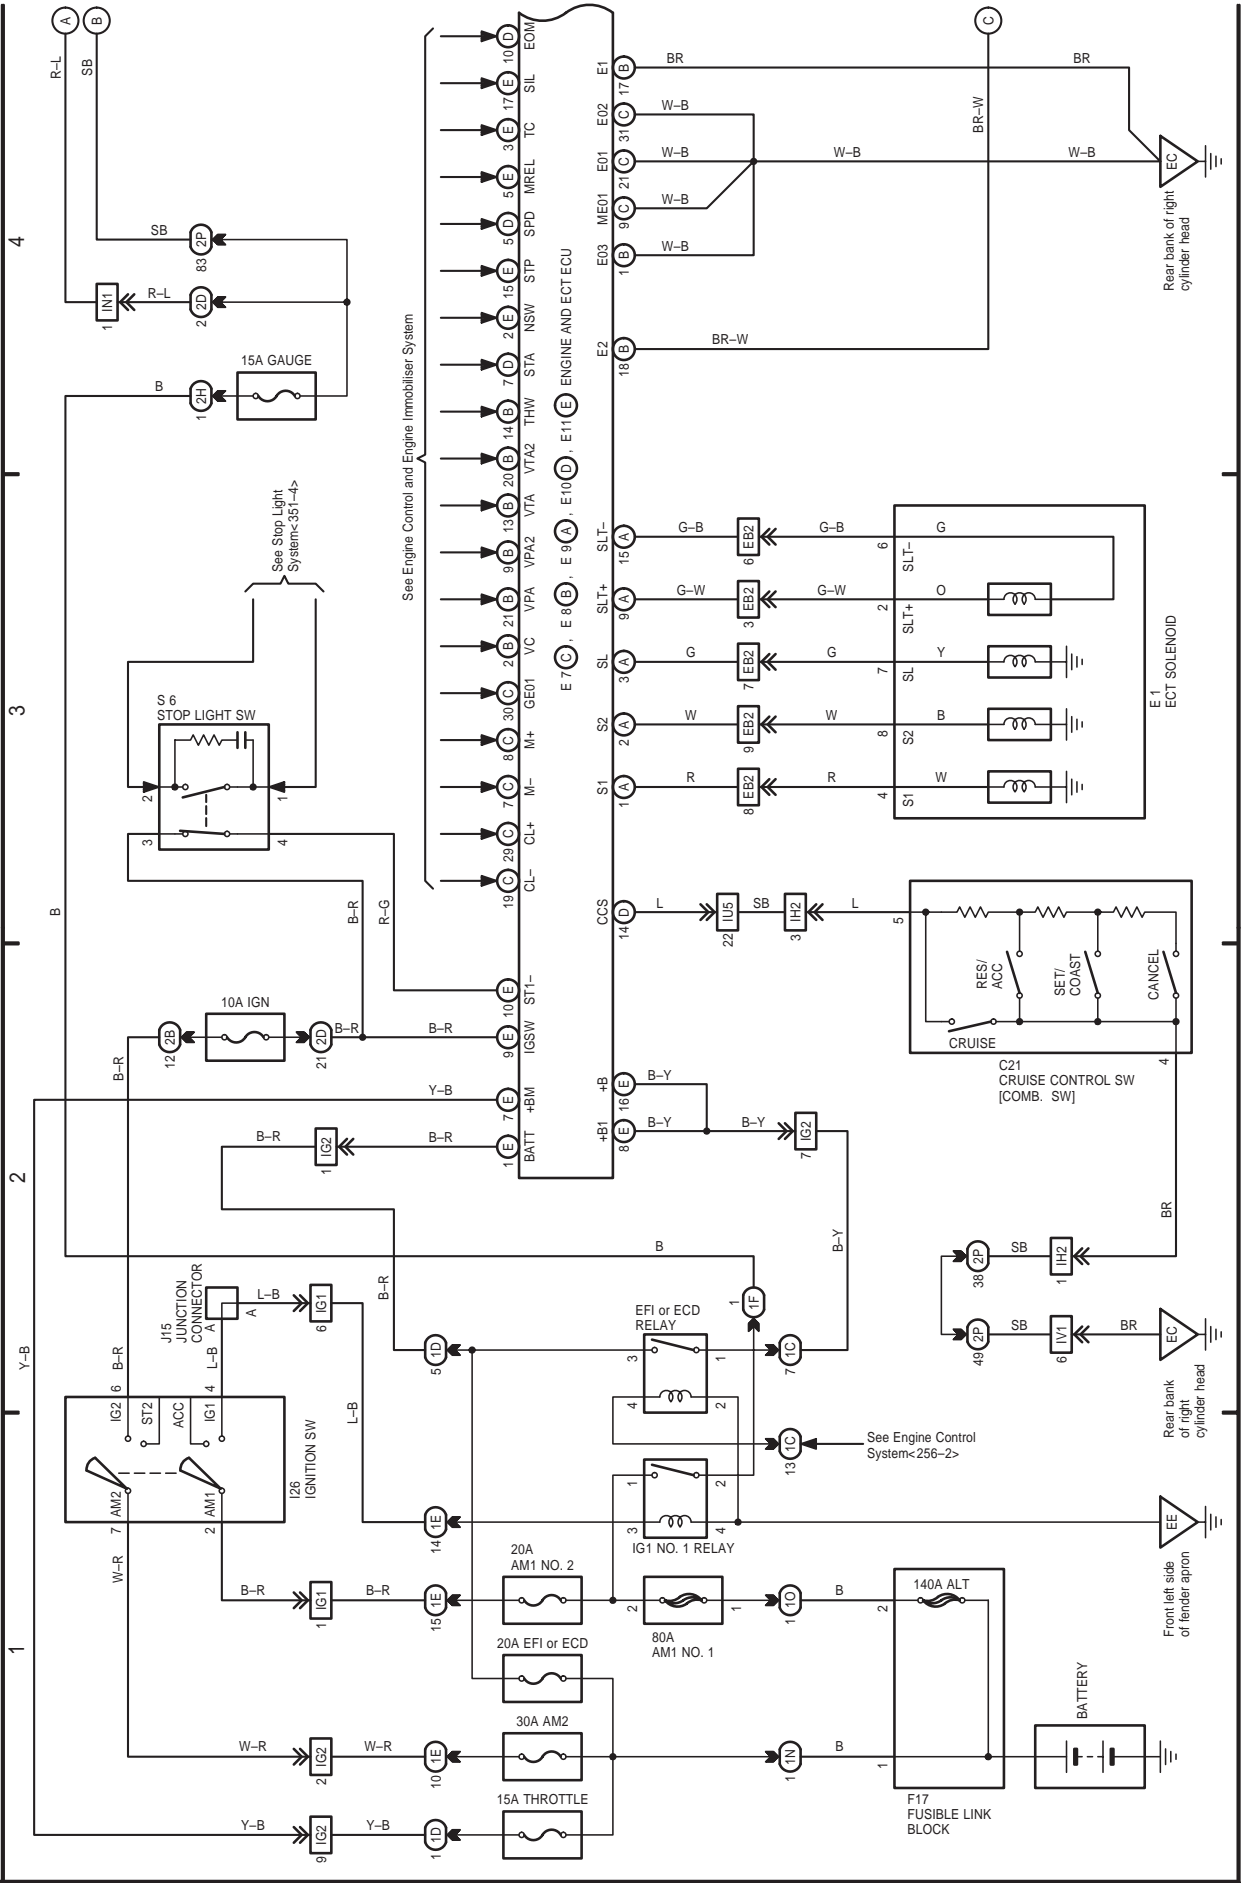 A
B
C
R–L
SB
BR–W
4
3
2
1
SB
2P
83
IN1
1
R–L
2D
2
15A GAUGE
B
2H
1
See Engine Control and Engine Immobiliser System
10 D EOM
17 E SIL
3 E TC
5 E MREL
5 D SPD
15 E STP
2 E NSW
7 D STA
14 B THW
20 B VTA2
13 B VTA
9 B VPA2
21 B VPA
2 B VC
30 C GE01
8 C M+
7 C M–
29 C CL+
19 C CL–
10 E ST1–
9 E IGSW
7 E +BM
1 E BATT
E 7 C , E 8 B , E 9 A , E10 D , E11 E ENGINE AND ECT ECU
E1 17 B BR BR
E02 31 C W–B
E01 21 C W–B W–B W–B
ME01 9 C W–B
E03 1 B W–B
E2 18 B BR–W
EC
Rear bank of right
cylinder head
See Stop Light
System<351–4>
S 6
STOP LIGHT SW
2
1
3
4
SLT– 15 A G–B 6 EB2 G–B 6 SLT– G
SLT+ 9 A G–W 3 EB2 G–W 2 SLT+ O
SL 3 A G 7 EB2 G 7 SL Y
S2 2 A W 9 EB2 W 8 S2 B
S1 1 A R 8 EB2 R 4 S1 W
E 1
ECT SOLENOID
B
B–R
R–G
CCS 14 D L 22 IU5 SB 3 IH2 L 5
RES/
ACC
SET/
COAST
CANCEL
CRUISE
4
C21
CRUISE CONTROL SW
[COMB. SW]
10A IGN
12 2B
21 2D
B–R
B–R
B–R
Y–B
B–R
1 IG2
B–R
+B 16 E B–Y
+B1 8 E B–Y B–Y 7 IG2
B
B–Y
BR
38 2P SB 1 IH2
49 2P SB 6 IV1 BR
EC
Rear bank
of right
cylinder head
J15
JUNCTION
CONNECTOR
A
A
L–B
6 IG1
B–R
Y–B
B–R
L–B
L–B
5 1D
EFI or ECD
RELAY
3
1
4
2
1 1F
7 1C
13 1C
See Engine Control
System<256–2>
6 IG2
ST2
ACC
4 IG1
7 AM2
2 AM1
I26
IGNITION SW
W–R
14 1E
1
2
3
4
IG1 NO. 1 RELAY
EE
Front left side
of fender apron
B–R
1 IG1
B–R
15 1E
20A
AM1 NO. 2
2
1
80A
AM1 NO. 1
1 1O
B
2
140A ALT
20A EFI or ECD
30A AM2
W–R
2 IG2
W–R
10 1E
1 1N
B
1
F17
FUSIBLE LINK
BLOCK
BATTERY
15A THROTTLE
Y–B
9 IG2
Y–B
1 1D